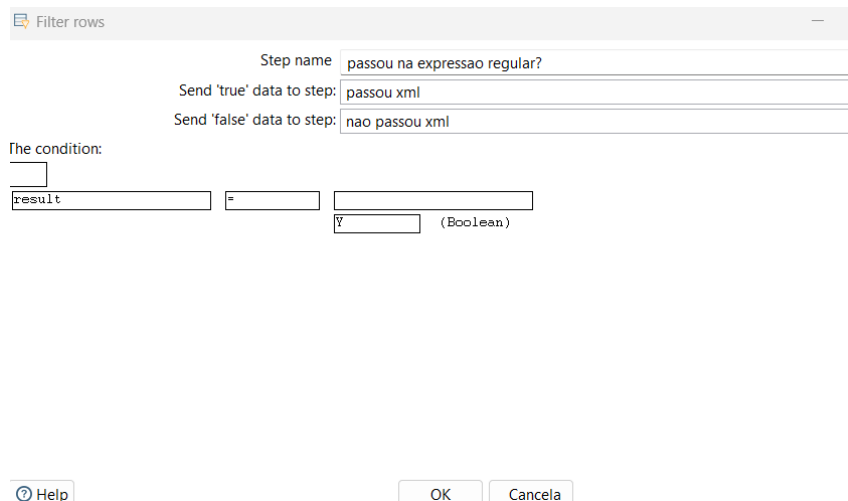 Filter rows
Step name passou na expressao regular?
Send 'true' data to step: passou xml
Send 'false' data to step: nao passou xml
The condition:
result =
Y (Boolean)
Help OK Cancela